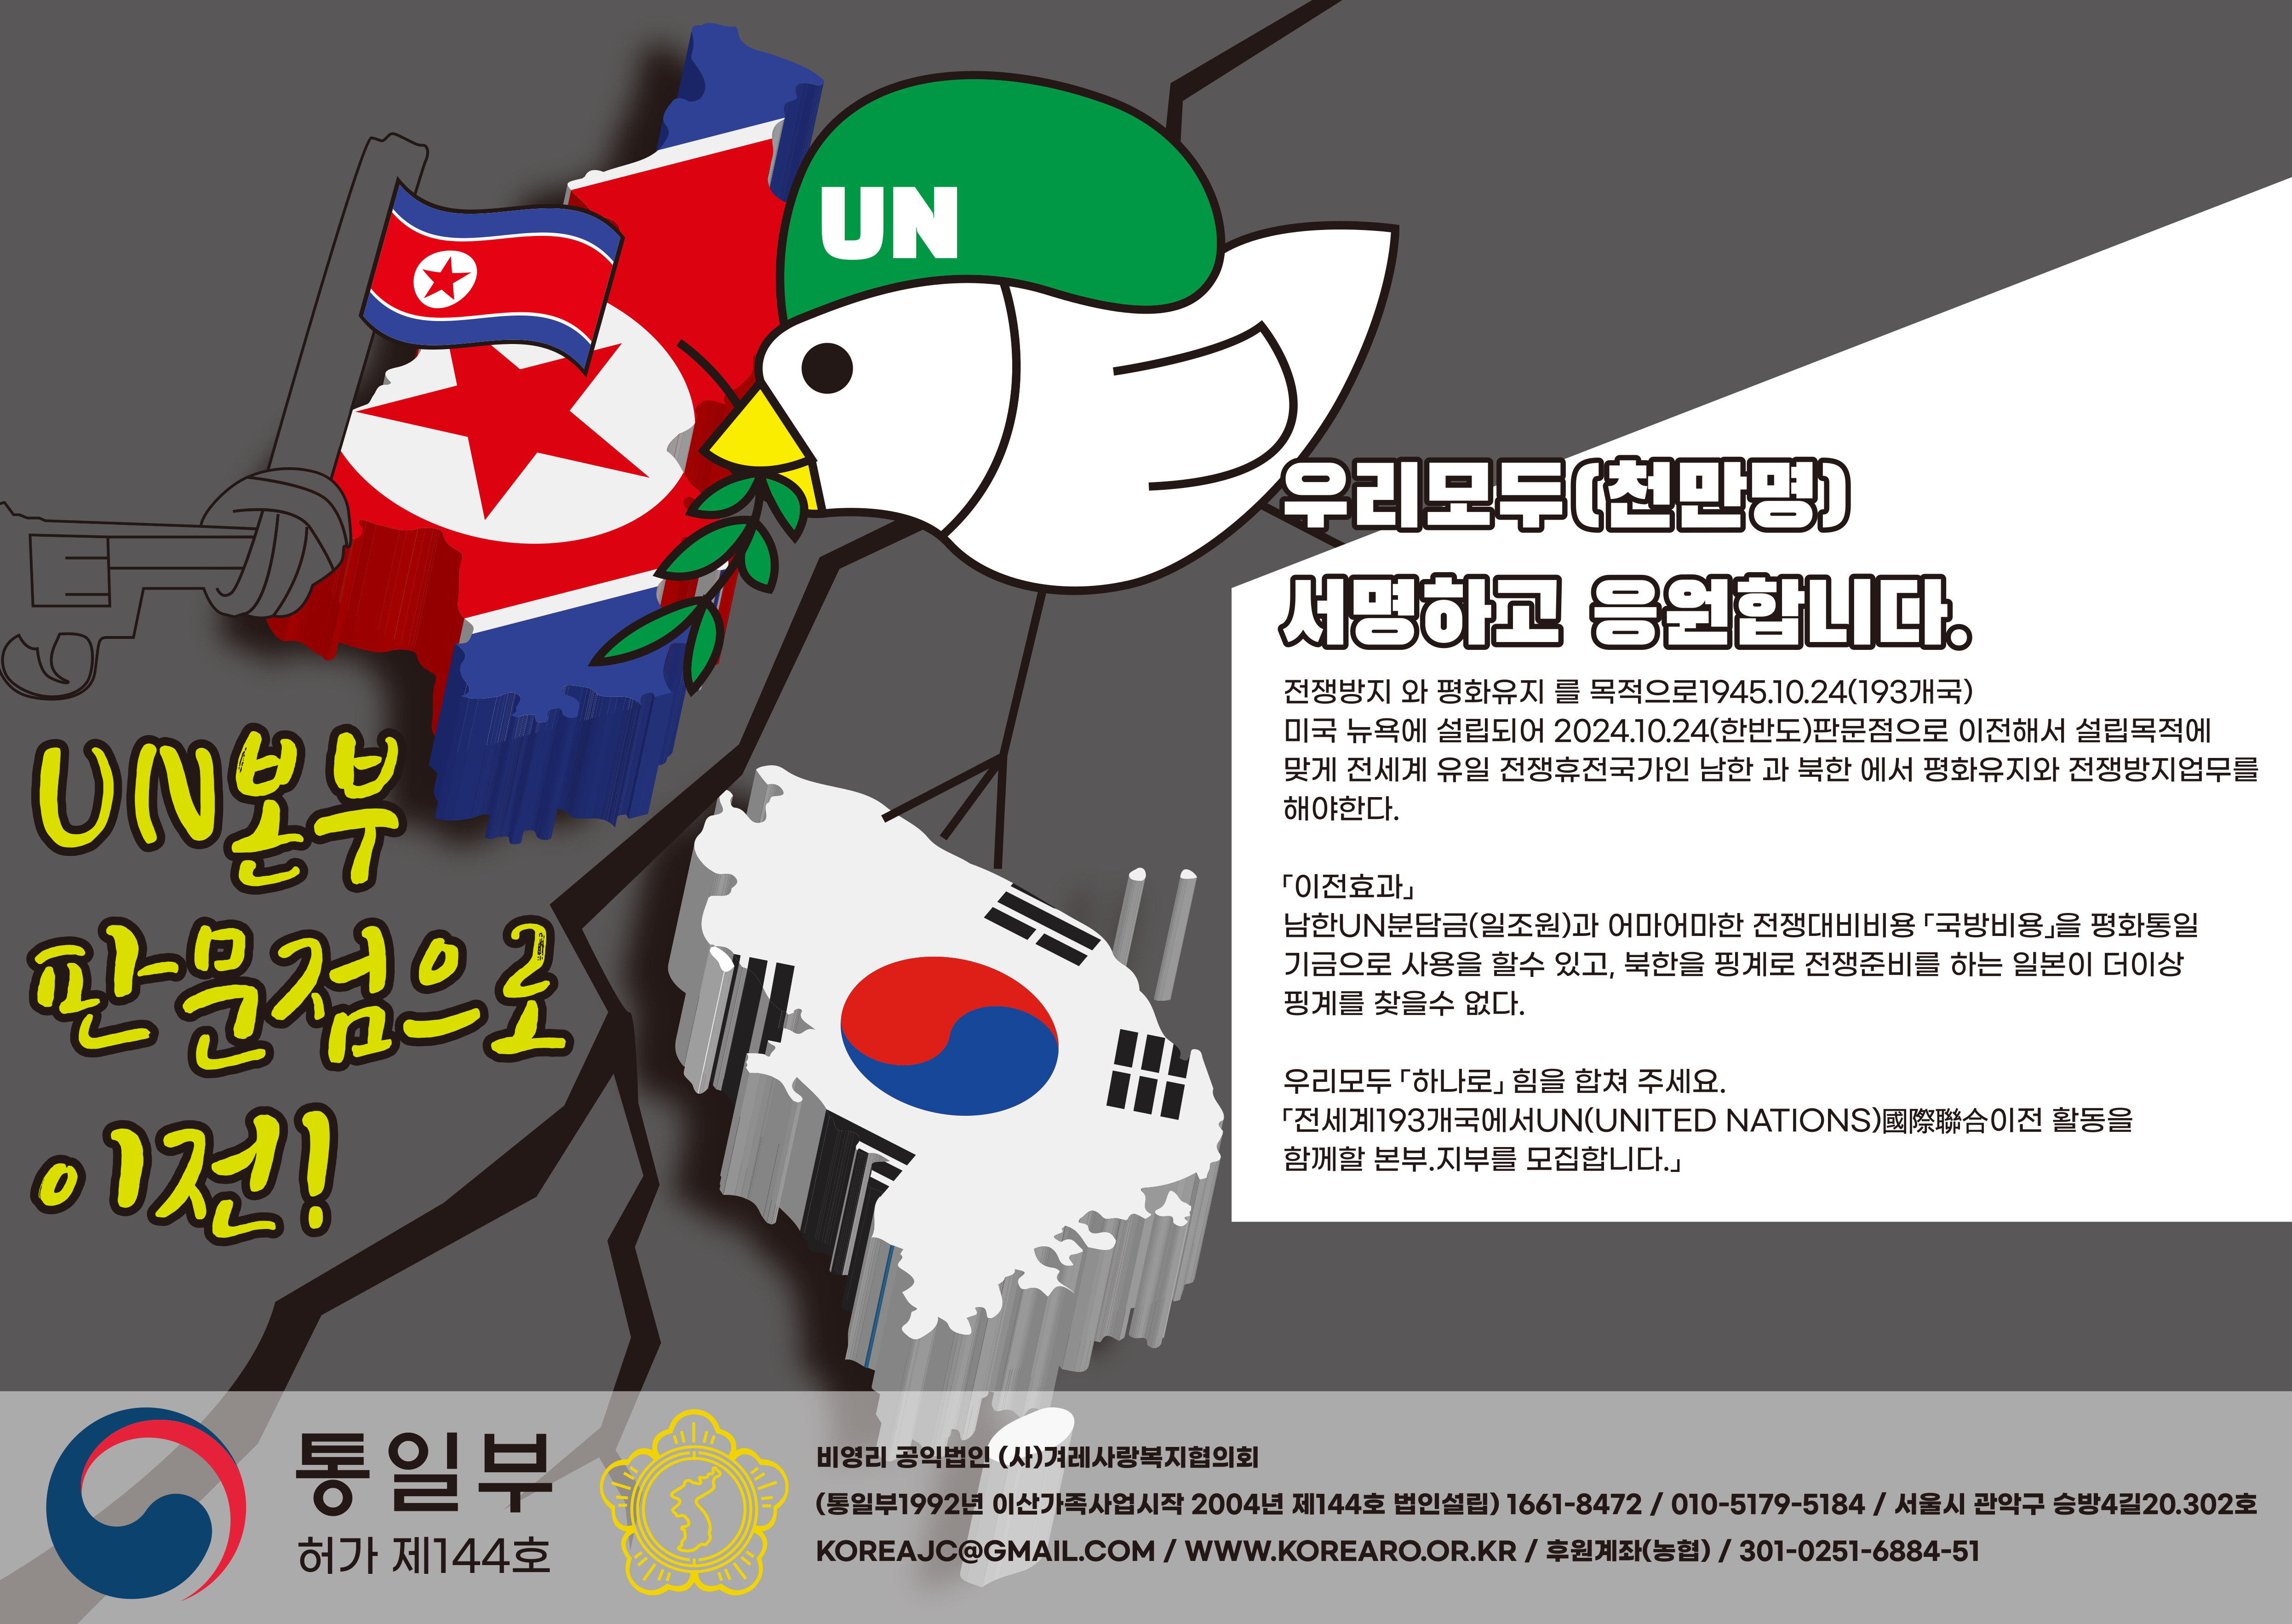 UN
UN본부
판문점으로
이전!
우리모두(천만명)
서명하고 응원합니다.
전쟁방지 와 평화유지 를 목적으로1945.10.24(193개국)
미국 뉴욕에 설립되어 2024.10.24(한반도)판문점으로 이전해서 설립목적에
맞게 전세계 유일 전쟁휴전국가인 남한 과 북한 에서 평화유지와 전쟁방지업무를
해야한다.
「이전효과」
남한UN분담금(일조원)과 어마어마한 전쟁대비비용 「국방비용」을 평화통일
기금으로 사용을 할수 있고, 북한을 핑계로 전쟁준비를 하는 일본이 더이상
핑계를 찾을수 없다.
우리모두 「하나로」 힘을 합쳐 주세요.
「전세계193개국에서UN(UNITED NATIONS)國際聯合이전 활동을
함께할 본부.지부를 모집합니다.」
통일부
허가 제144호
비영리 공익법인 (사)겨레사랑복지협의회
(통일부1992년 이산가족사업시작 2004년 제144호 법인설립) 1661-8472 / 010-5179-5184 / 서울시 관악구 승방4길20.302호
KOREAJC@GMAIL.COM / WWW.KOREARO.OR.KR / 후원계좌(농협) / 301-0251-6884-51